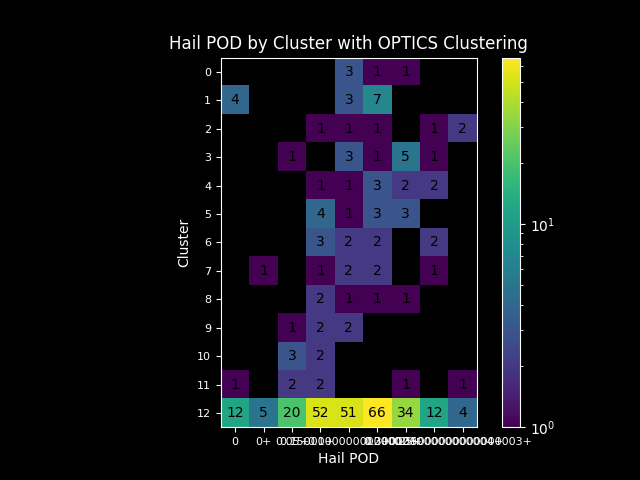 Hail POD by Cluster with OPTICS Clustering
0 3 1 1
1 4 3 7
2 1 1 1 1 2
3 1 3 1 5 1
4 1 1 3 2 2
5 4 1 3 3
6 3 2 2 2
7 1 1 2 2 1
8 2 1 1 1
9 1 2 2
10 3 2
11 1 2 2 1 1
12 12 5 20 52 51 66 34 12 4
0 0+
Hail POD
Cluster
10¹
10⁰